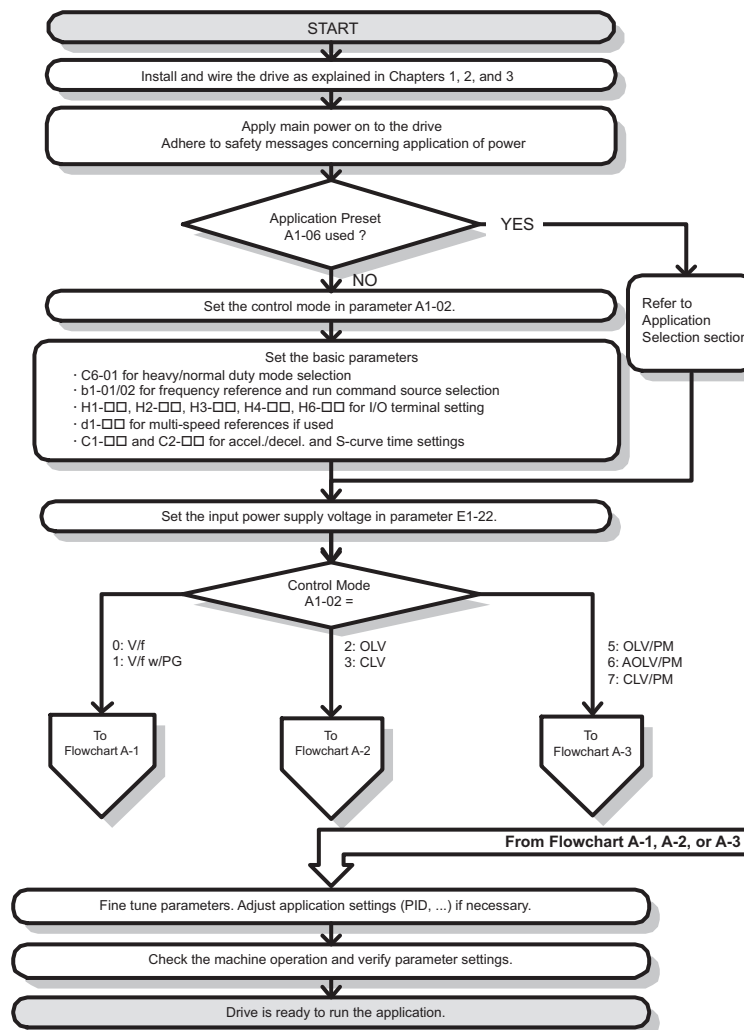 START
Install and wire the drive as explained in Chapters 1, 2, and 3
Apply main power on to the drive
Adhere to safety messages concerning application of power
Application Preset
A1-06 used ?
YES
NO
Set the control mode in parameter A1-02.
Refer to
Application
Selection section
Set the basic parameters
· C6-01 for heavy/normal duty mode selection
· b1-01/02 for frequency reference and run command source selection
· H1-□□, H2-□□, H3-□□, H4-□□, H6-□□ for I/O terminal setting
· d1-□□ for multi-speed references if used
· C1-□□ and C2-□□ for accel./decel. and S-curve time settings
Set the input power supply voltage in parameter E1-22.
Control Mode
A1-02 =
0: V/f
1: V/f w/PG
2: OLV
3: CLV
5: OLV/PM
6: AOLV/PM
7: CLV/PM
To
Flowchart A-1
To
Flowchart A-2
To
Flowchart A-3
From Flowchart A-1, A-2, or A-3
Fine tune parameters. Adjust application settings (PID, ...) if necessary.
Check the machine operation and verify parameter settings.
Drive is ready to run the application.